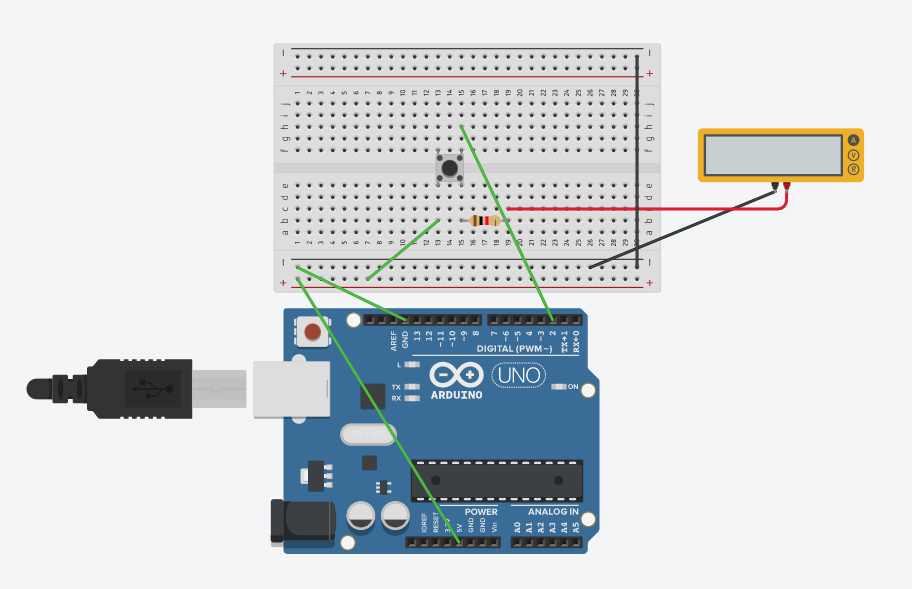 − −
+ +
1 2 3 4 5 6 7 8 9 10 11 12 13 14 15 16 17 18 19 20 21 22 23 24 25 26 27 28 29 30
j j
i i
h h
g g
f f
e e
d d
c c
b b
a a
1 2 3 4 5 6 7 8 9 10 11 12 13 14 15 16 17 18 19 20 21 22 23 24 25 26 27 28 29
− −
+ +
A
V
R
AREF
GND
13
12
~11
~10
~9
8
7
~6
~5
4
~3
2
TX→1
RX←0
DIGITAL (PWM~)
L
TX
RX
ARDUINO
UNO
ON
POWER
ANALOG IN
IOREF
RESET
5V
GND
GND
Vin
A0
A1
A2
A3
A4
A5